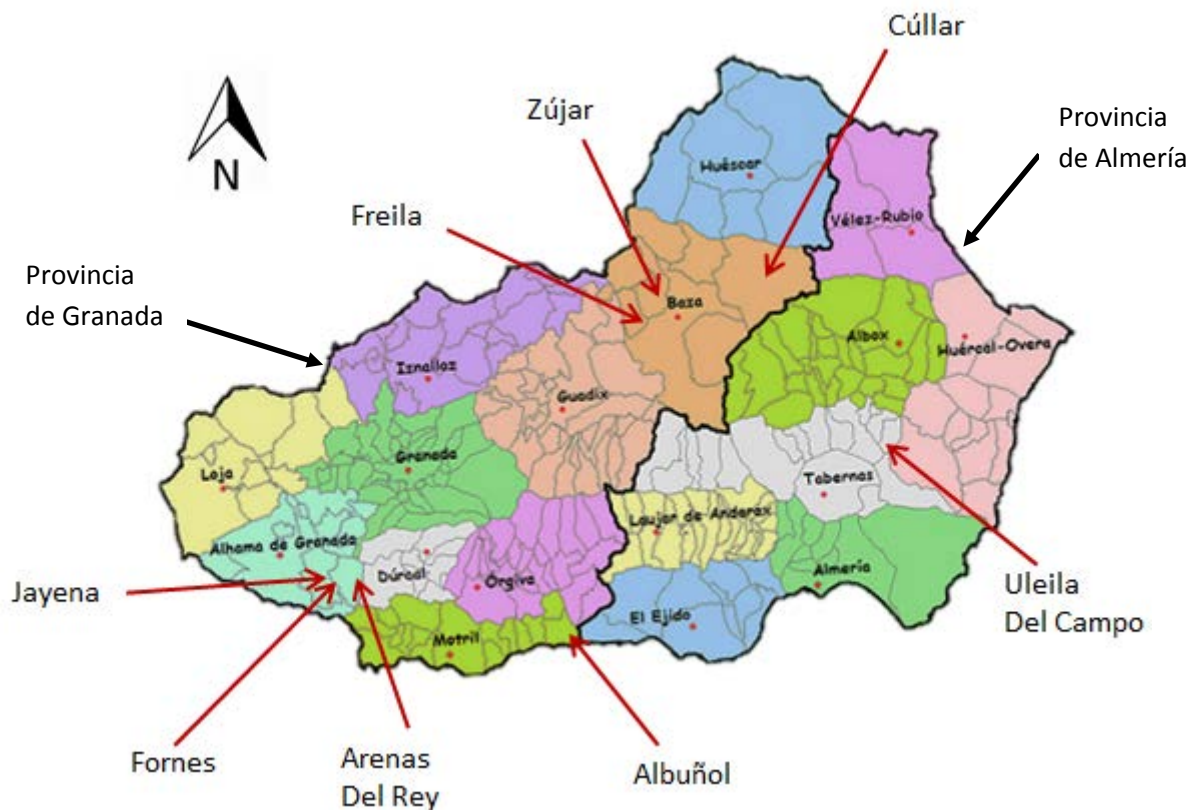 Cúllar
Zújar
Provincia
de Almería
N
Huéscar
Freila
Vélez-Rubio
Provincia
de Granada
Baza
Albox
Huércal-Overa
Iznalloz
Guadix
Granada
Loja
Tabernas
Laujar de Andarax
Alhama de Granada
Dúrcal
Órgiva
Almería
Jayena
Uleila
Del Campo
El Ejido
Motril
Fornes
Arenas
Del Rey
Albuñol